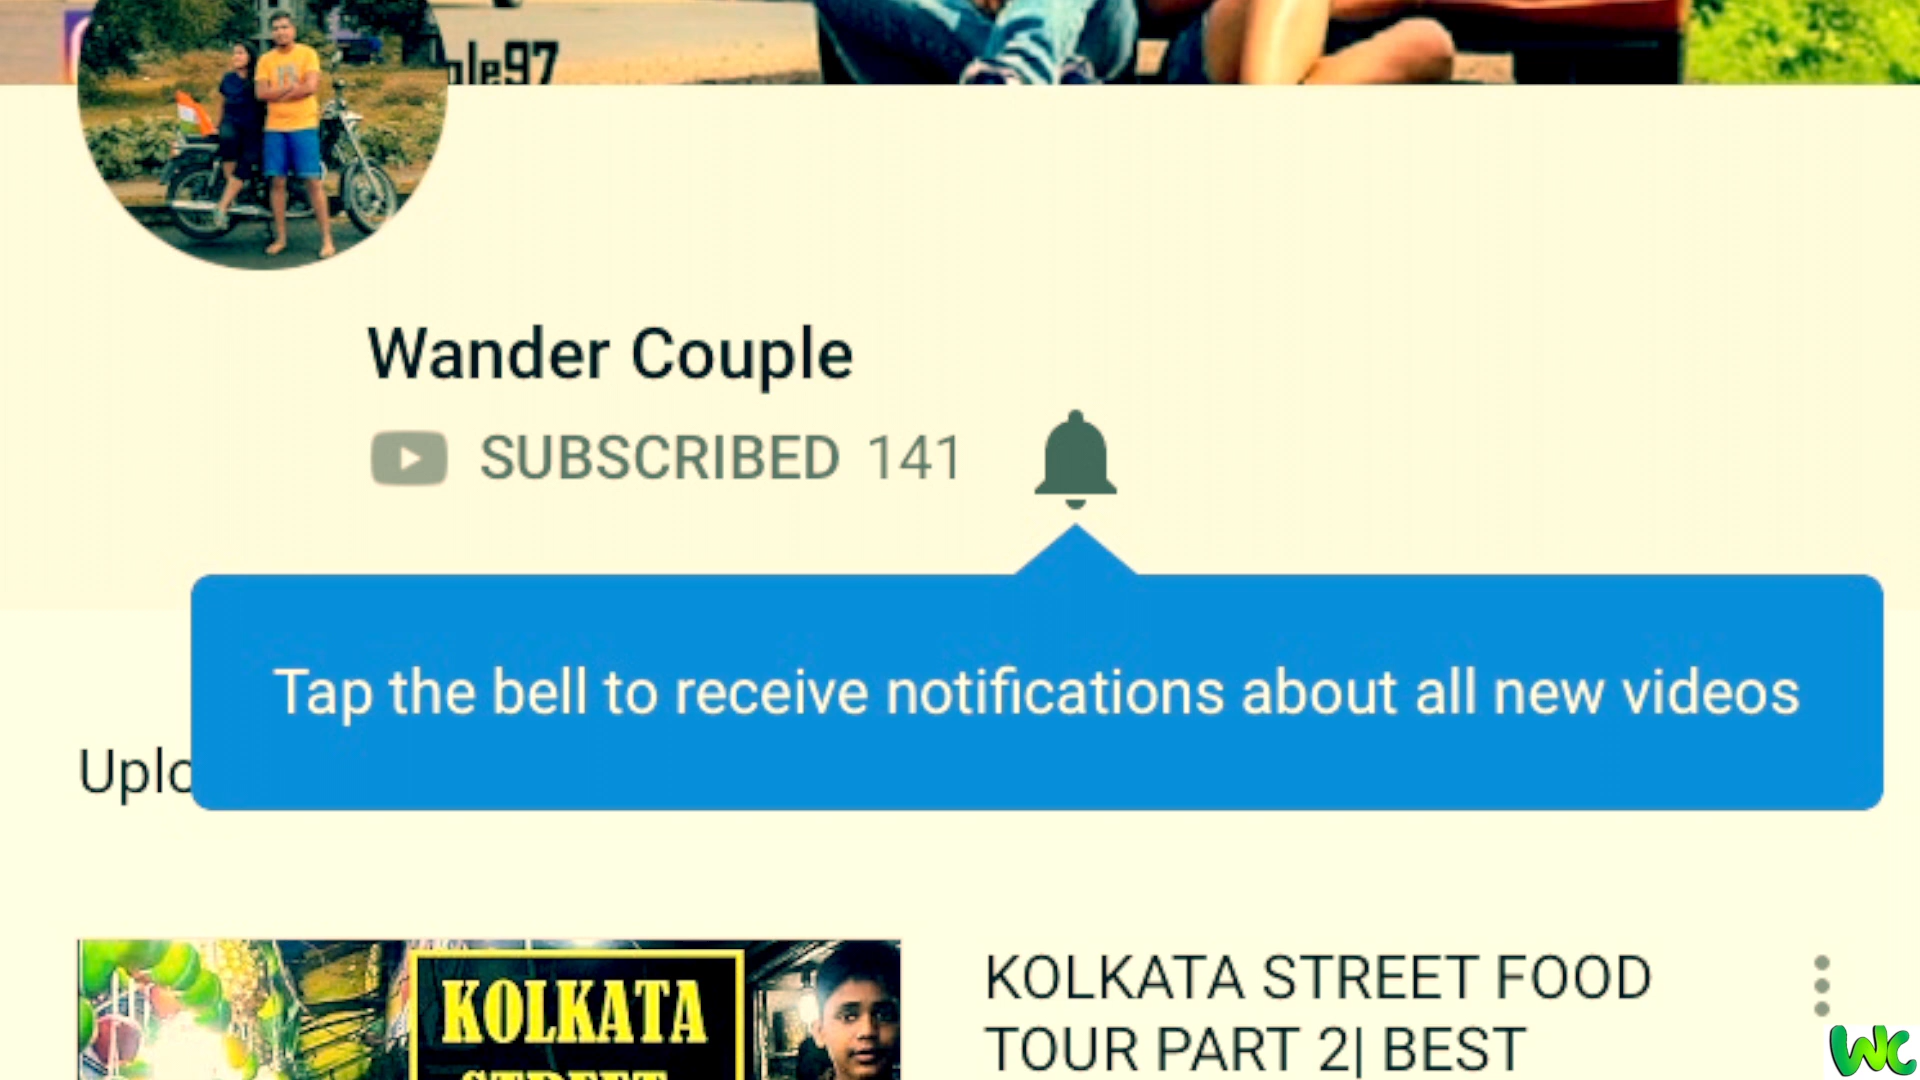 ple97
Wander Couple
SUBSCRIBED 141
Tap the bell to receive notifications about all new videos
Uplo
KOLKATA
STREET
KOLKATA STREET FOOD
TOUR PART 2| BEST
WC